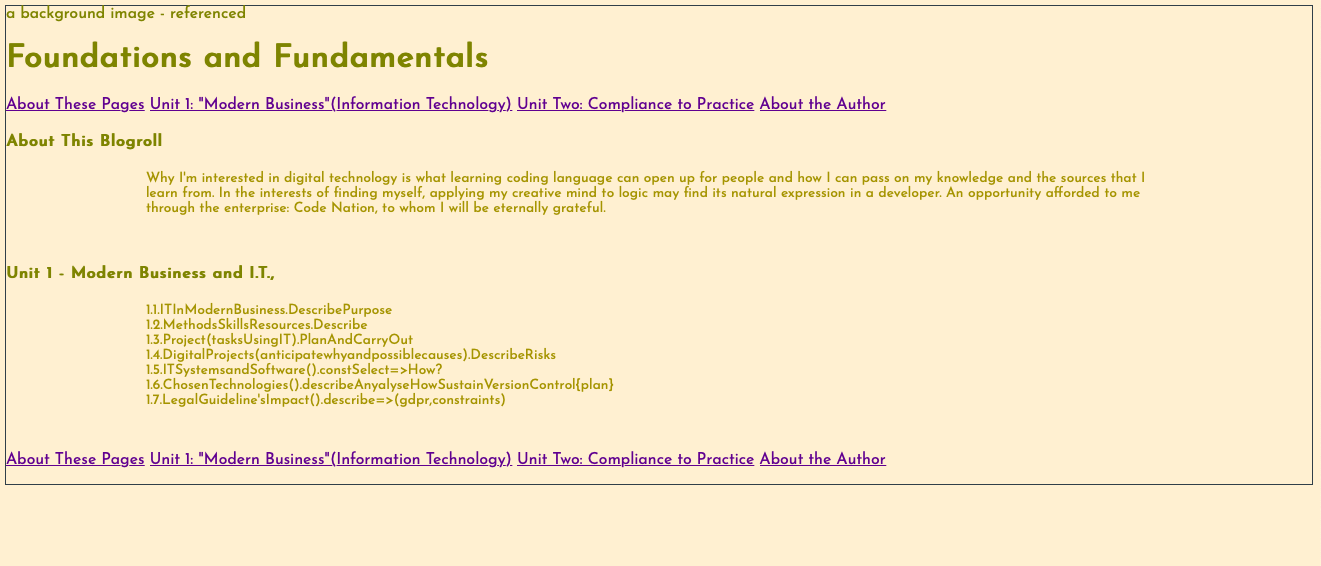 a background image - referenced
Foundations and Fundamentals
About These Pages Unit 1: "Modern Business"(Information Technology) Unit Two: Compliance to Practice About the Author
About This Blogroll
Why I'm interested in digital technology is what learning coding language can open up for people and how I can pass on my knowledge and the sources that I
learn from. In the interests of finding myself, applying my creative mind to logic may find its natural expression in a developer. An opportunity afforded to me
through the enterprise: Code Nation, to whom I will be eternally grateful.
Unit 1 - Modern Business and I.T.,
1.1.ITInModernBusiness.DescribePurpose
1.2.MethodsSkillsResources.Describe
1.3.Project(tasksUsingIT).PlanAndCarryOut
1.4.DigitalProjects(anticipatewhyandpossiblecauses).DescribeRisks
1.5.ITSystemsandSoftware().constSelect=>How?
1.6.ChosenTechnologies().describeAnyalyseHowSustainVersionControl{plan}
1.7.LegalGuideline'sImpact().describe=>(gdpr,constraints)
About These Pages Unit 1: "Modern Business"(Information Technology) Unit Two: Compliance to Practice About the Author